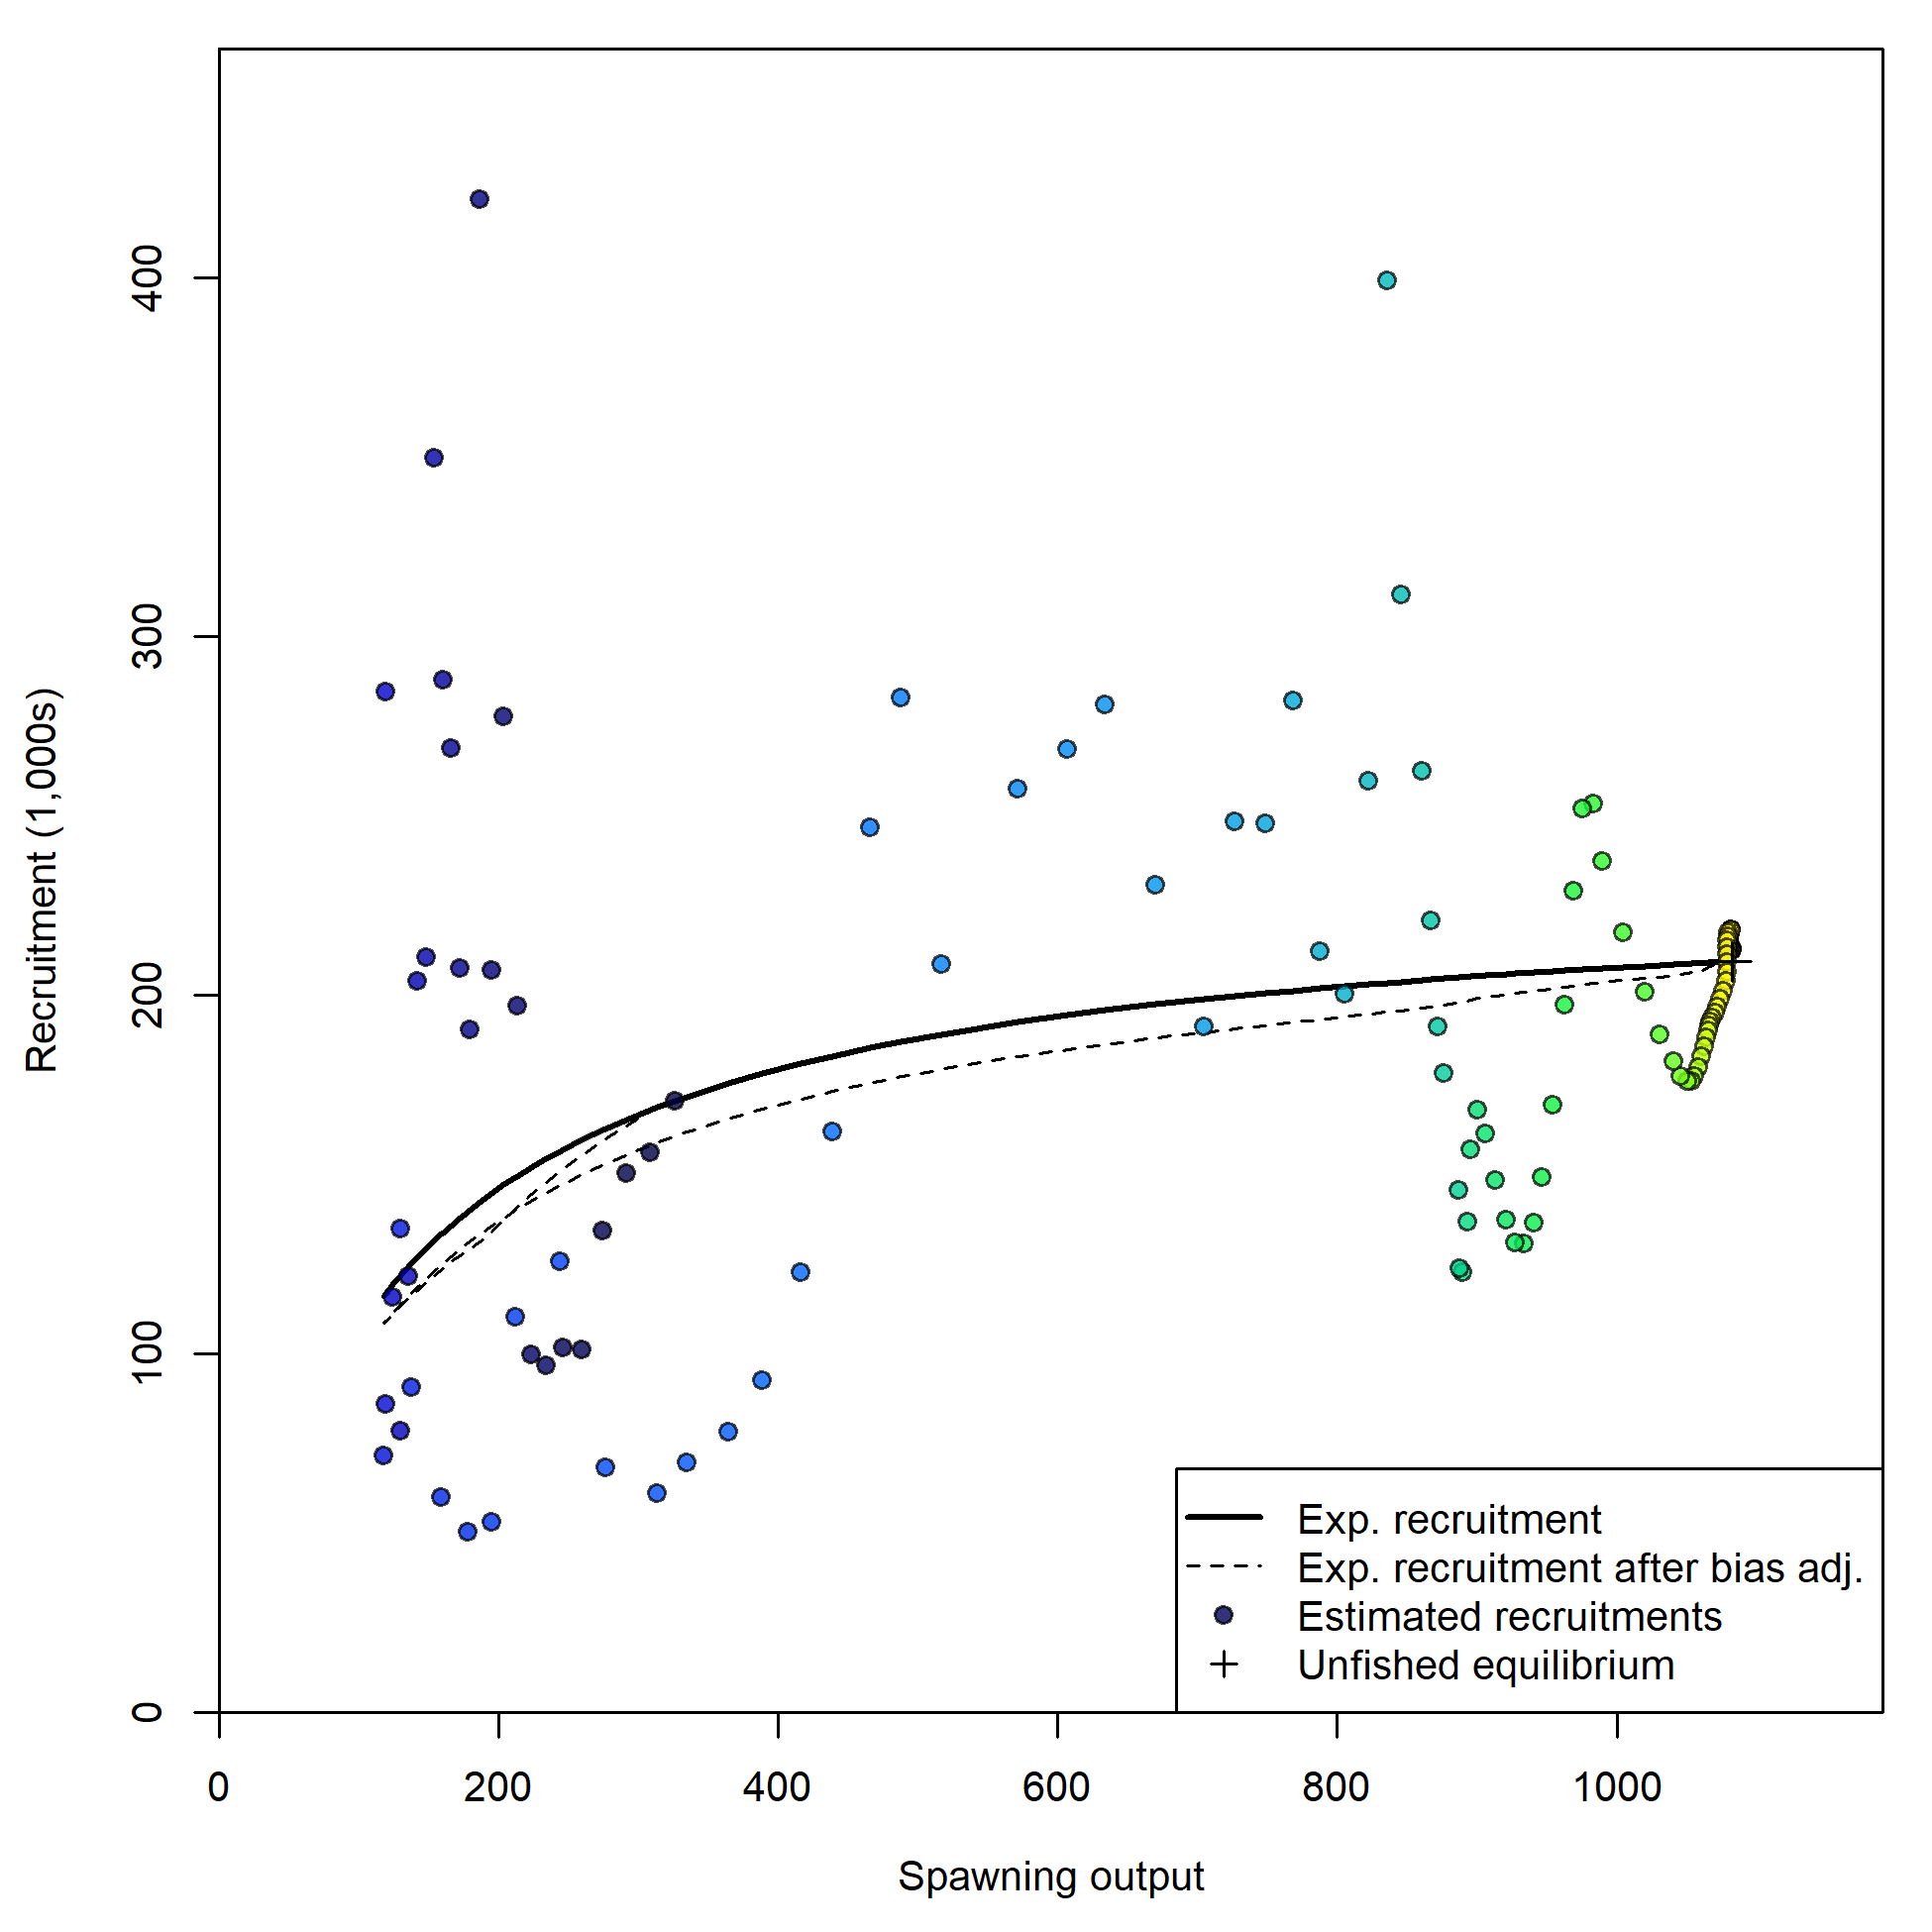 400
300
200
100
0
Recruitment (1,000s)
0 200 400 600 800 1000
Spawning output
Exp. recruitment
Exp. recruitment after bias adj.
Estimated recruitments
Unfished equilibrium